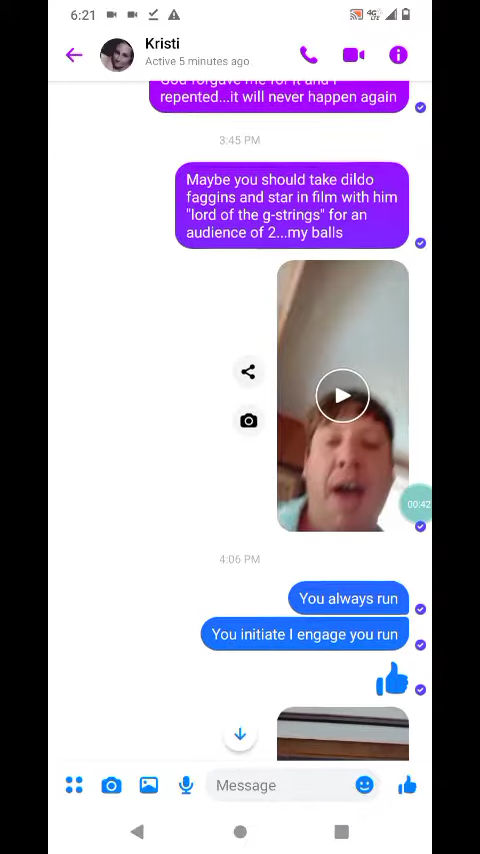 6:21
4G
LTE
Kristi
Active 5 minutes ago
repented...it will never happen again
3:45 PM
Maybe you should take dildo
faggins and star in film with him
"lord of the g-strings" for an
audience of 2...my balls
00:42
4:06 PM
You always run
You initiate I engage you run
Message